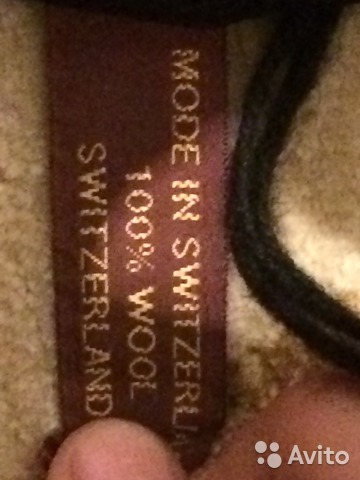 MODE IN SWITZERLA
100% WOOL
SWITZERLAND
Avito